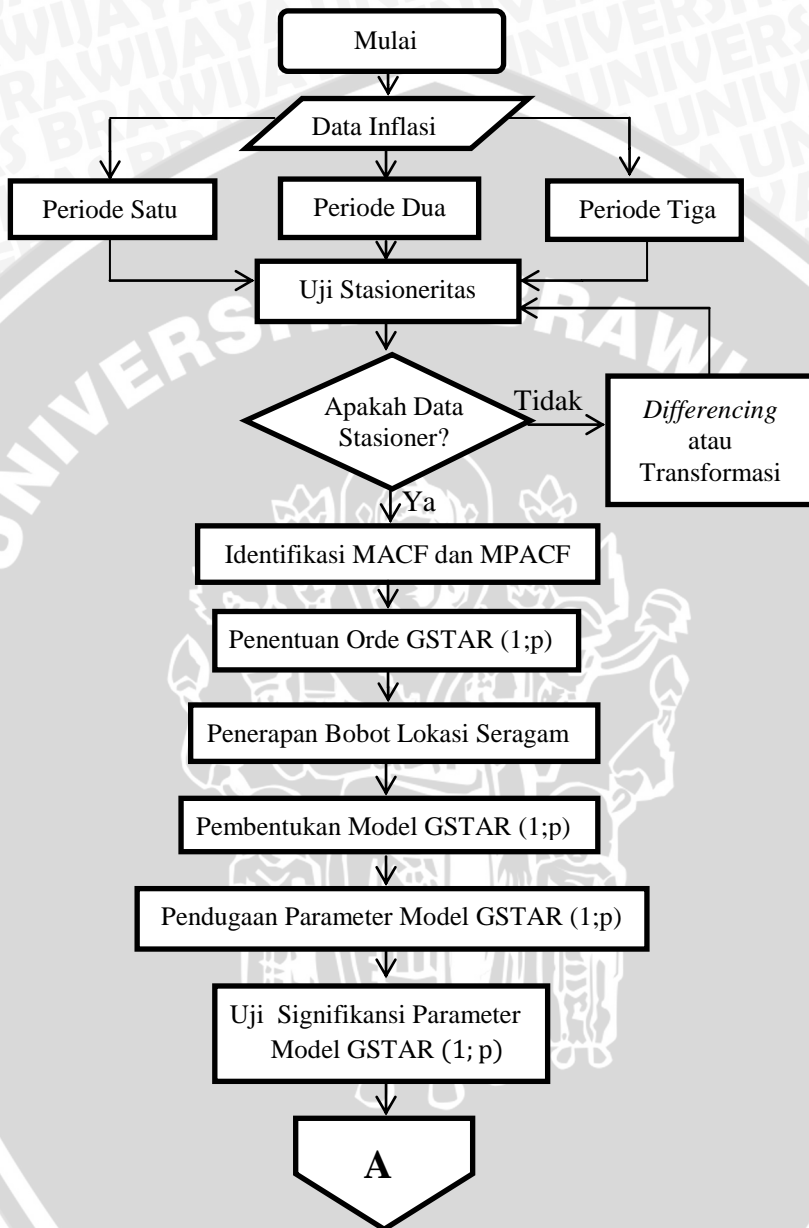 Mulai
Data Inflasi
Periode Satu
Periode Dua
Periode Tiga
Uji Stasioneritas
Apakah Data
Stasioner?
Tidak
Differencing
atau
Transformasi
Ya
Identifikasi MACF dan MPACF
Penentuan Orde GSTAR (1;p)
Penerapan Bobot Lokasi Seragam
Pembentukan Model GSTAR (1;p)
Pendugaan Parameter Model GSTAR (1;p)
Uji Signifikansi Parameter
Model GSTAR (1; p)
A